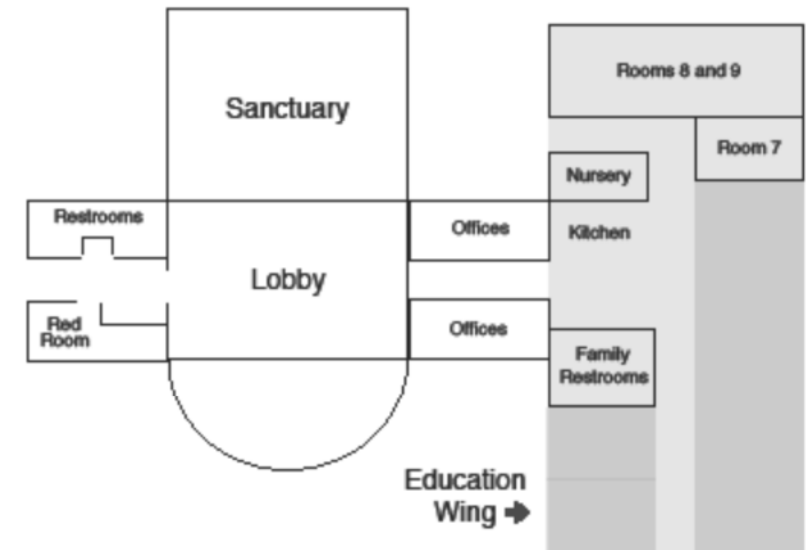 Rooms 8 and 9
Sanctuary
Room 7
Nursery
Restrooms
Offices
Kitchen
Lobby
Red
Room
Offices
Family
Restrooms
Education
Wing